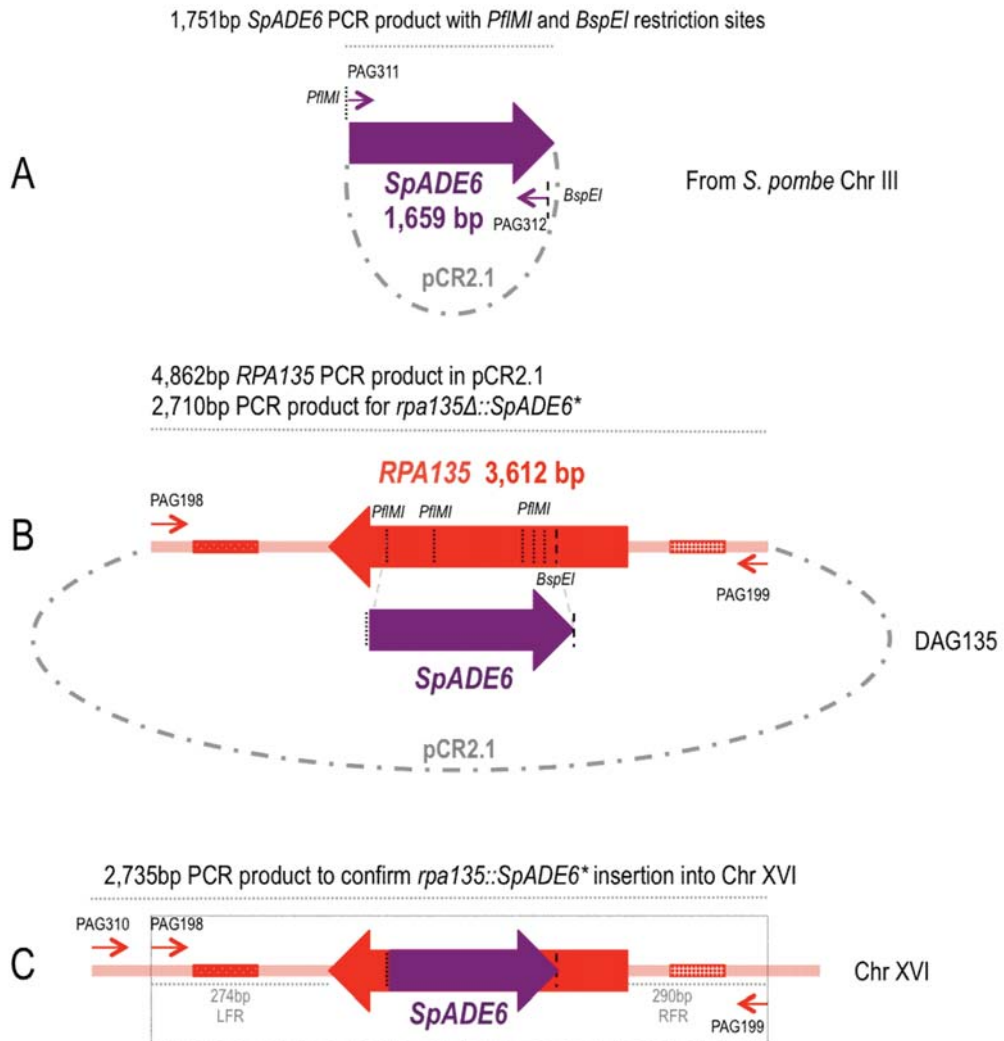 1,751bp SpADE6 PCR product with PflMI and BspEI restriction sites
PAG311
PflMI
A
SpADE6
1,659 bp
BspEI
PAG312
From S. pombe Chr III
pCR2.1
4,862bp RPA135 PCR product in pCR2.1
2,710bp PCR product for rpa135Δ::SpADE6*
RPA135 3,612 bp
PAG198
PflMI
PflMI
PflMI
B
BspEI
PAG199
SpADE6
DAG135
pCR2.1
2,735bp PCR product to confirm rpa135::SpADE6* insertion into Chr XVI
PAG310
PAG198
C
Chr XVI
274bp
LFR
SpADE6
290bp
RFR
PAG199